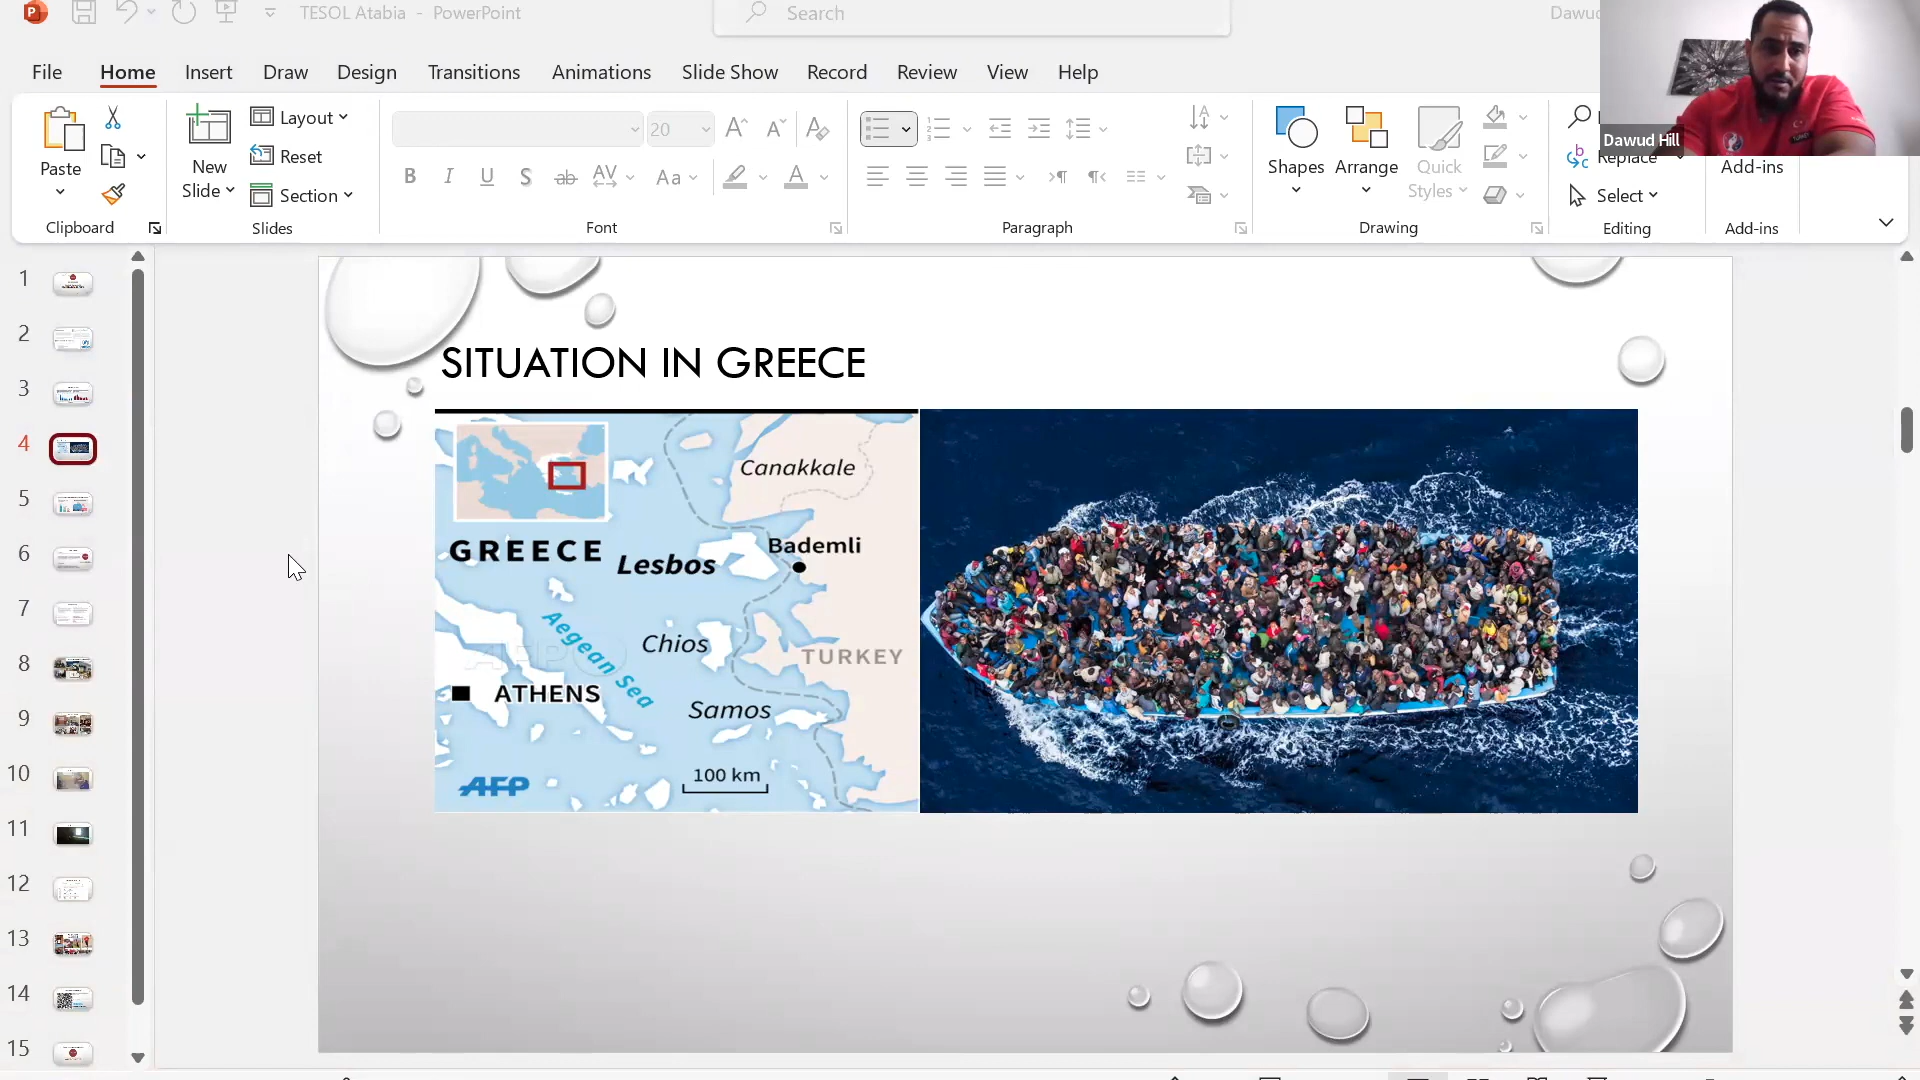 TESOL Atabia - PowerPoint
Search
File Home Insert Draw Design Transitions Animations Slide Show Record Review View Help
Paste
Clipboard
New
Slide
Layout
Reset
Section
Slides
20
B I U S ab AV Aa A
Font
Paragraph
Shapes
Arrange
Quick
Styles
Drawing
Replace
Select
Editing
Add-ins
Add-ins
Dawud Hill
1
2
3
4
5
6
7
8
9
10
11
12
13
14
15
SITUATION IN GREECE
Canakkale
GREECE
Lesbos
Bademli
Aegean Sea
Chios
TURKEY
ATHENS
Samos
100 km
AFP